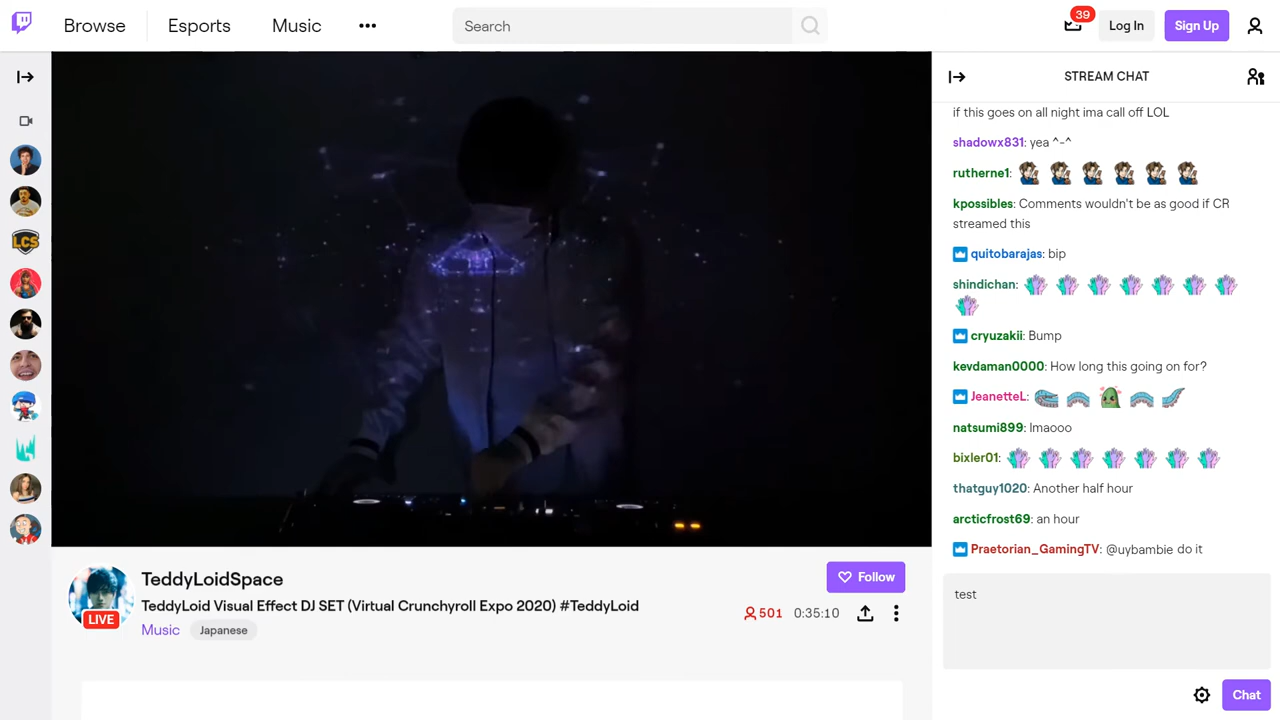 Browse
Esports
Music
Search
39
Log In
Sign Up
STREAM CHAT
if this goes on all night ima call off LOL
shadowx831: yea ^-^
rutherne1:
kpossibles: Comments wouldn't be as good if CR
streamed this
quitobarajas: bip
shindichan:
cryuzakii: Bump
kevdaman0000: How long this going on for?
JeanetteL:
natsumi899: lmaooo
bixler01:
thatguy1020: Another half hour
arcticfrost69: an hour
Praetorian_GamingTV: @uybambie do it
test
Chat
LCS
TeddyLoidSpace
Follow
LIVE
TeddyLoid Visual Effect DJ SET (Virtual Crunchyroll Expo 2020) #TeddyLoid
501
0:35:10
Music
Japanese